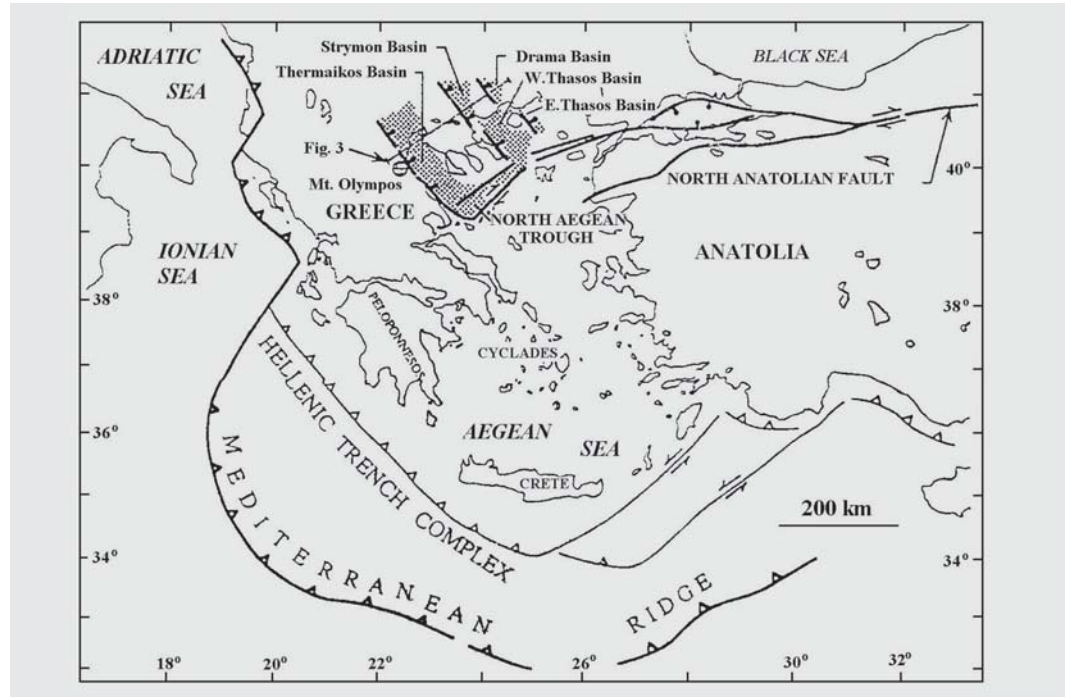 ADRIATIC
SEA
Strymon Basin
Thermaikos Basin
Drama Basin
W.Thasos Basin
E.Thasos Basin
BLACK SEA
Fig. 3
Mt. Olympos
GREECE
NORTH AEGEAN
TROUGH
NORTH ANATOLIAN FAULT
40°
ANATOLIA
IONIAN
SEA
38°
38°
PELOPONNESOS
CYCLADES
AEGEAN
SEA
CRETE
36°
36°
HELLENIC TRENCH COMPLEX
200 km
34°
34°
MEDITERRANEAN
RIDGE
18°
20°
22°
26°
30°
32°